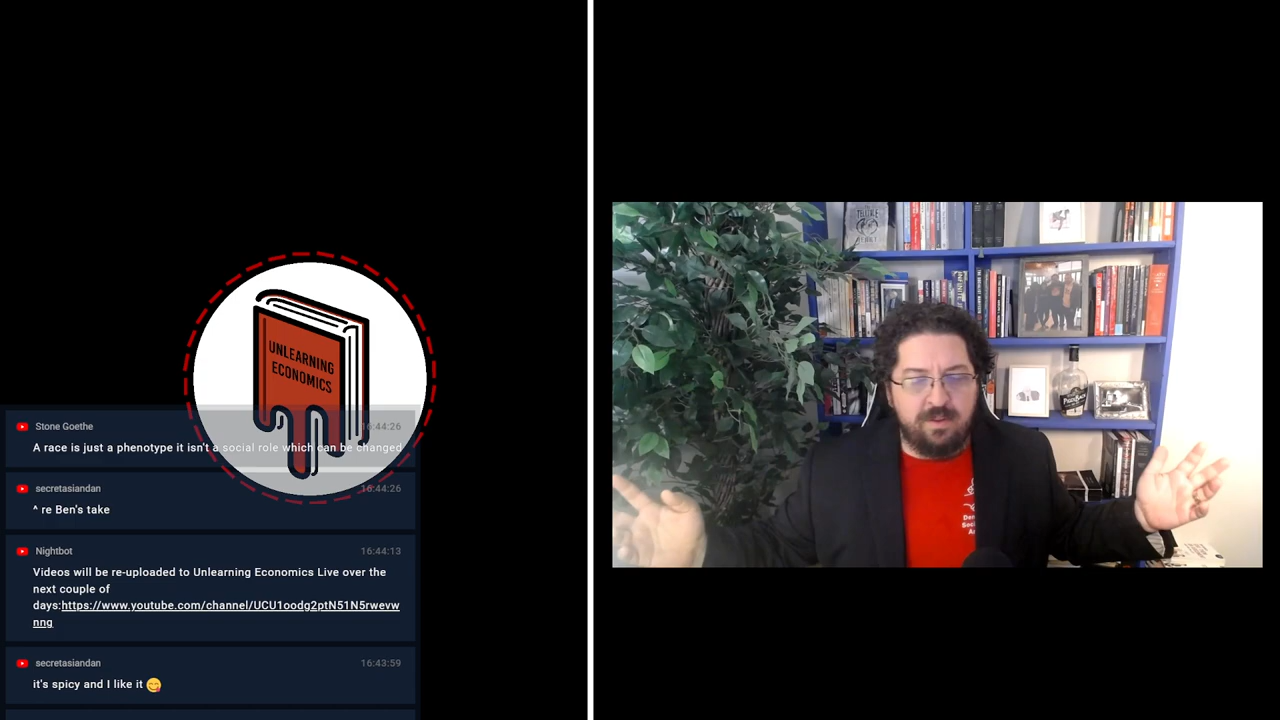 UNLEARNING
ECONOMICS
Stone Goethe 16:44:26
A race is just a phenotype it isn't a social role which can be changed
secretasiandan 16:44:26
^ re Ben's take
Nightbot 16:44:13
Videos will be re-uploaded to Unlearning Economics Live over the
next couple of
days:https://www.youtube.com/channel/UCU1oodg2ptN51N5rwevw
nng
secretasiandan 16:43:59
it's spicy and I like it 😋